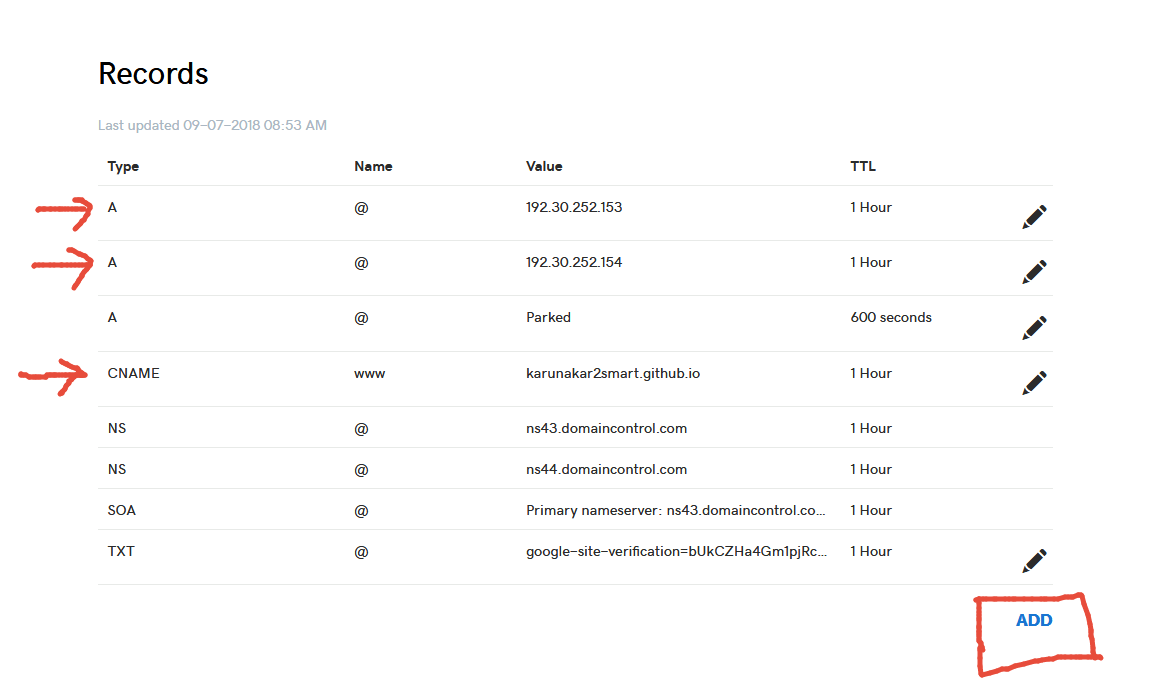 Records
Last updated 09-07-2018 08:53 AM
Type Name Value TTL
A @ 192.30.252.153 1 Hour
A @ 192.30.252.154 1 Hour
A @ Parked 600 seconds
CNAME www karunakar2smart.github.io 1 Hour
NS @ ns43.domaincontrol.com 1 Hour
NS @ ns44.domaincontrol.com 1 Hour
SOA @ Primary nameserver: ns43.domaincontrol.co... 1 Hour
TXT @ google-site-verification=bUkCZHa4Gm1pjRc... 1 Hour
ADD